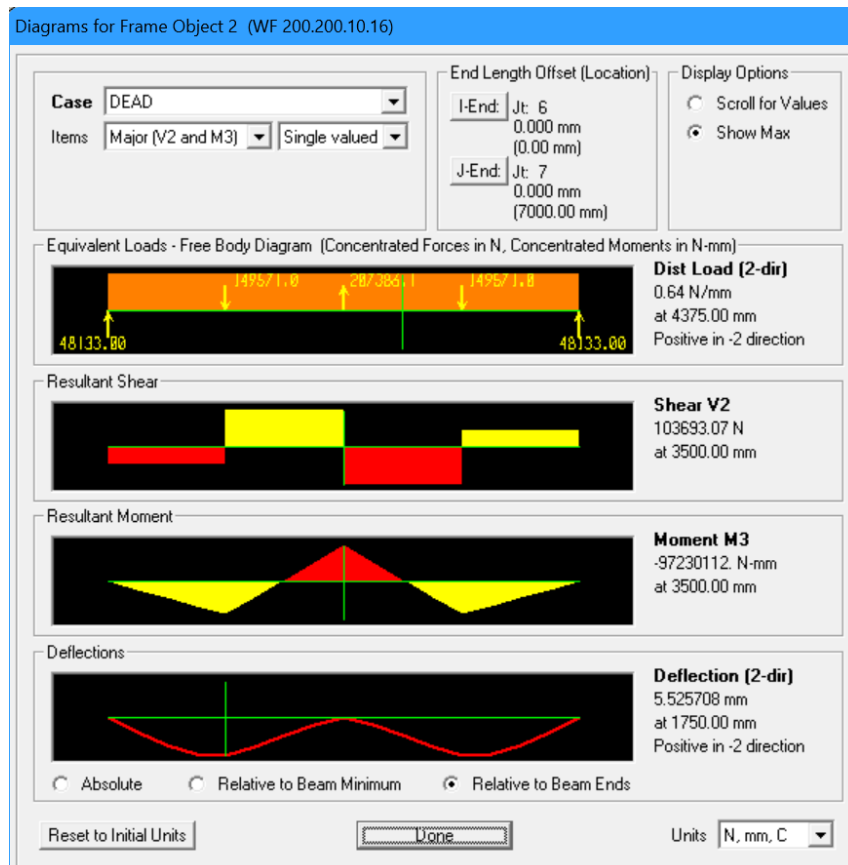 Diagrams for Frame Object 2 (WF 200.200.10.16)
Case DEAD
Items Major (V2 and M3) Single valued
End Length Offset (Location)
I-End: Jt: 6
0.000 mm
(0.00 mm)
J-End: Jt: 7
0.000 mm
(7000.00 mm)
Display Options
Scroll for Values
Show Max
Equivalent Loads - Free Body Diagram (Concentrated Forces in N, Concentrated Moments in N-mm)
149571.0 207386.1 149571.0
48133.00 48133.00
Dist Load (2-dir)
0.64 N/mm
at 4375.00 mm
Positive in -2 direction
Resultant Shear
Shear V2
103693.07 N
at 3500.00 mm
Resultant Moment
Moment M3
-97230112. N-mm
at 3500.00 mm
Deflections
Deflection (2-dir)
5.525708 mm
at 1750.00 mm
Positive in -2 direction
Absolute Relative to Beam Minimum Relative to Beam Ends
Reset to Initial Units Done Units N, mm, C